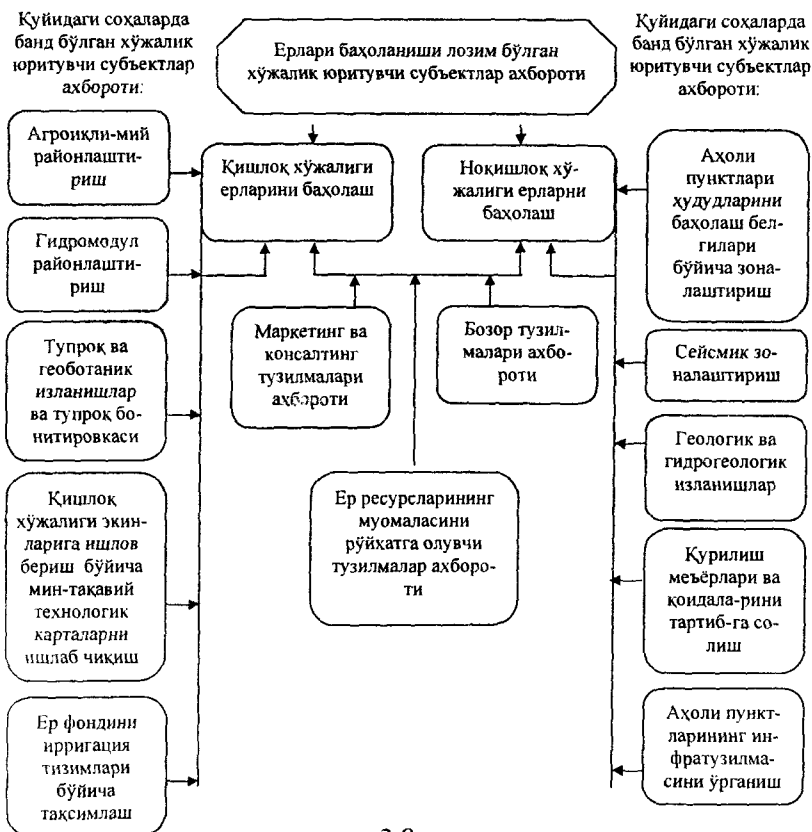 Қуйидаги соҳаларда
банд бўлган хўжалик
юритувчи субъектлар
ахбороти:
Ерлари баҳоланиши лозим бўлган
хўжалик юритувчи субъектлар ахбороти
Қуйидаги соҳаларда
банд бўлган хўжалик
юритувчи субъектлар
ахбороти:
Агроиқли-мий
районлашти-
риш
Гидромодул
районлашти-
риш
Тупроқ ва
геоботаник
изланишлар
ва тупроқ бо-
нитировкаси
Қишлоқ
хўжалиги экин-
ларига ишлов
бериш бўйича
мин-тақавий
технологик
карталарни
ишлаб чиқиш
Ер фондини
ирригация
тизимлари
бўйича
тақсимлаш
Қишлоқ хўжалиги
ерларини баҳолаш
Ноқишлоқ хў-
жалиги ерларни
баҳолаш
Маркетинг ва
консалтинг
тузилмалари
ахбороти
Бозор тузил-
малари ахбо-
роти
Ер ресурсларининг
муомаласини
рўйхатга олувчи
тузилмалар ахборо-
ти
Аҳоли
пунктлари
ҳудудларини
баҳолаш бел-
гилари
бўйича зона-
лаштириш
Сейсмик зо-
налаштириш
Геологик ва
гидрогеологик
изланишлар
Қурилиш
меъёрлари ва
қоидала-рини
тартиб-га со-
лиш
Аҳоли пункт-
ларининг ин-
фратузилма-
сини ўрганиш